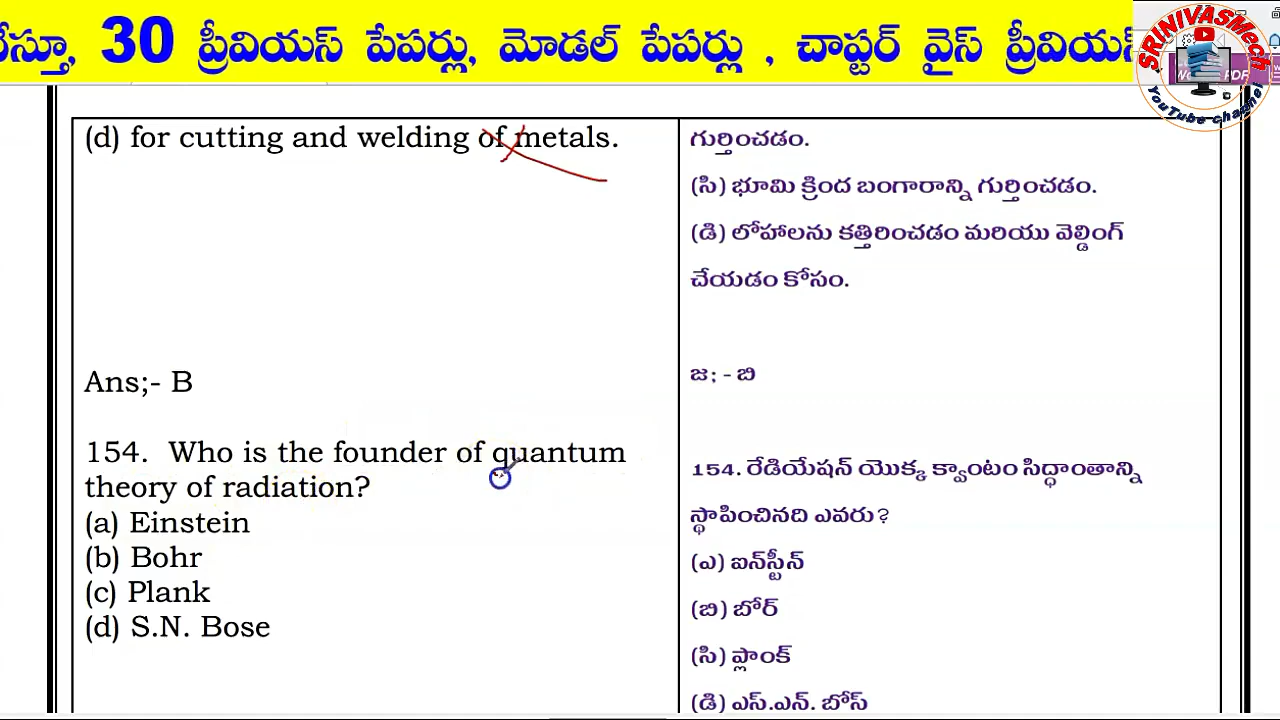 స్తూ, 30 ప్రీవియస్ పేపర్లు, మోడల్ పేపర్లు , చాప్టర్ వైస్ ప్రీవియస్
SRINIVASMech
YouTube channel
PDF
(d) for cutting and welding of metals.
Ans;- B
154. Who is the founder of quantum
theory of radiation?
(a) Einstein
(b) Bohr
(c) Plank
(d) S.N. Bose
గుర్తించడం.
(సి) భూమి క్రింద బంగారాన్ని గుర్తించడం.
(డి) లోహాలను కత్తిరించడం మరియు వెల్డింగ్
చేయడం కోసం.
జ; - బి
154. రేడియేషన్ యొక్క క్వాంటం సిద్ధాంతాన్ని
స్థాపించినది ఎవరు?
(ఎ) ఐన్‌స్టీన్
(బి) బోర్
(సి) ప్లాంక్
(డి) ఎస్.ఎన్. బోస్